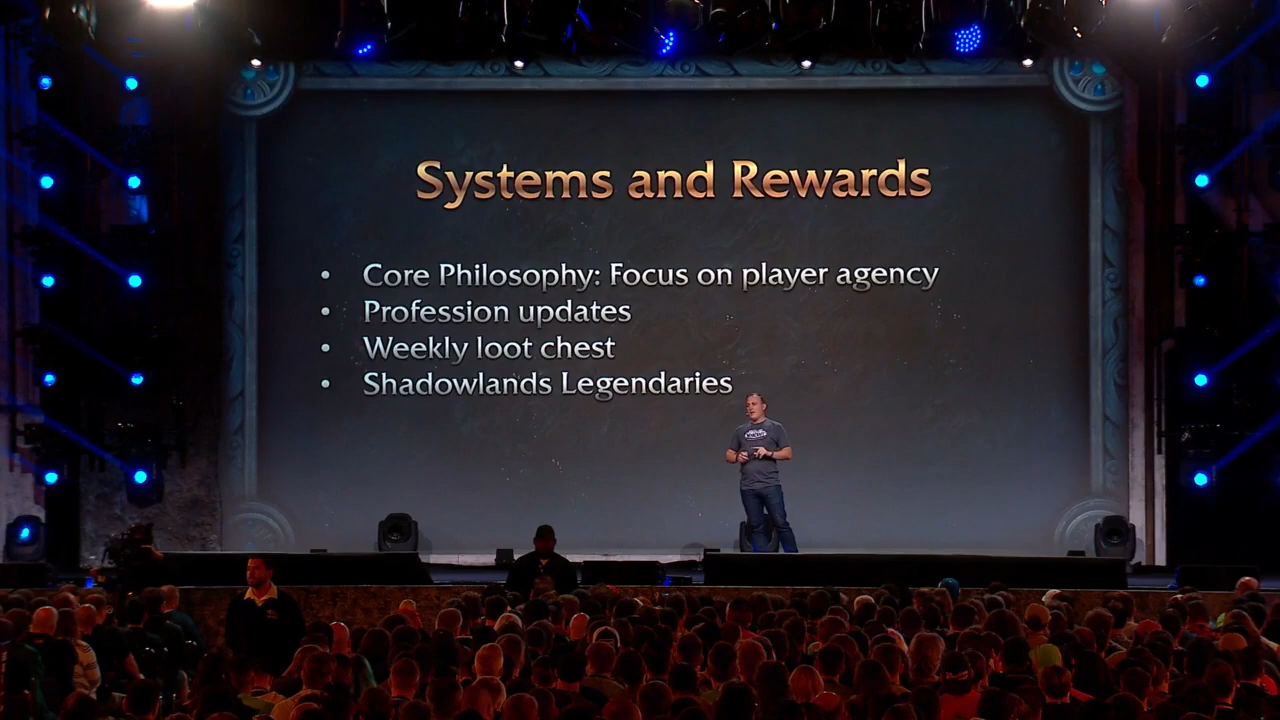 Systems and Rewards
• Core Philosophy: Focus on player agency
• Profession updates
• Weekly loot chest
• Shadowlands Legendaries